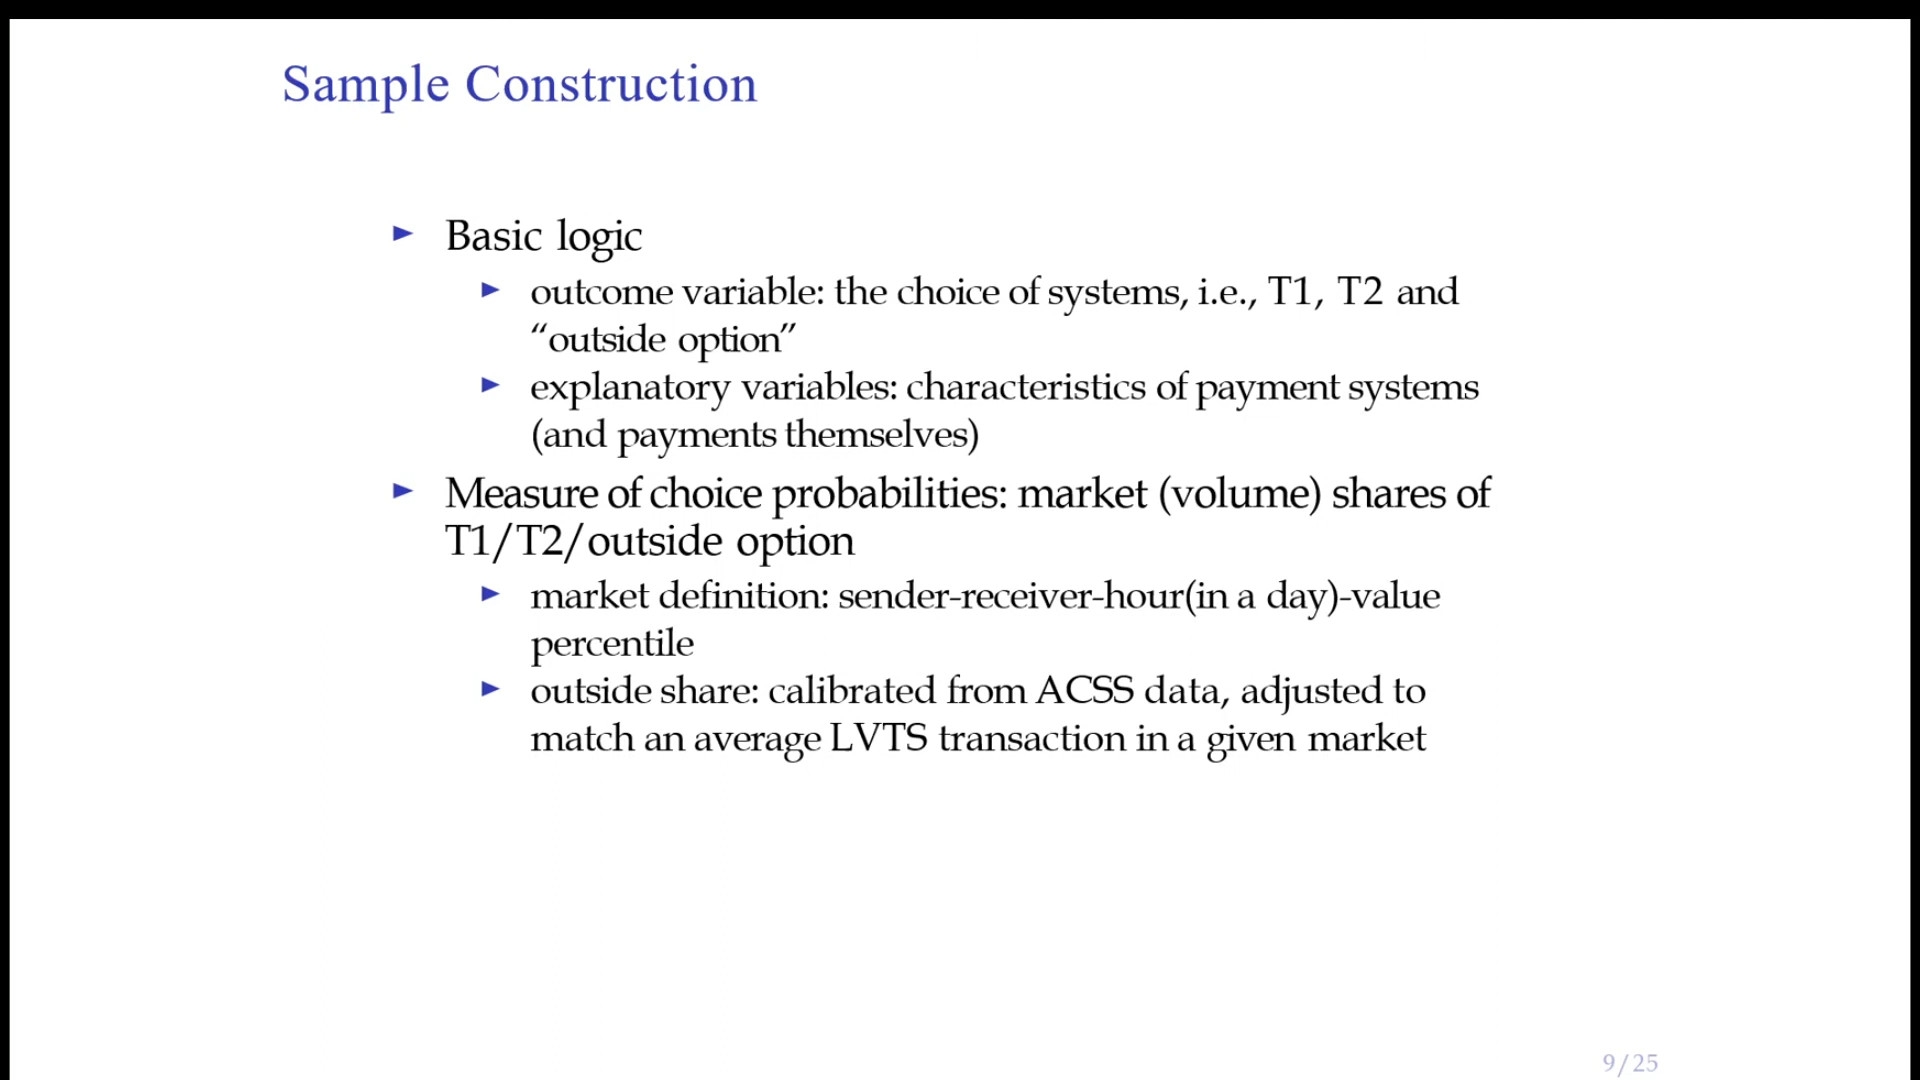 Sample Construction
► Basic logic
► outcome variable: the choice of systems, i.e., T1, T2 and
“outside option”
► explanatory variables: characteristics of payment systems
(and payments themselves)
► Measure of choice probabilities: market (volume) shares of
T1/T2/outside option
► market definition: sender-receiver-hour(in a day)-value
percentile
► outside share: calibrated from ACSS data, adjusted to
match an average LVTS transaction in a given market
9/25